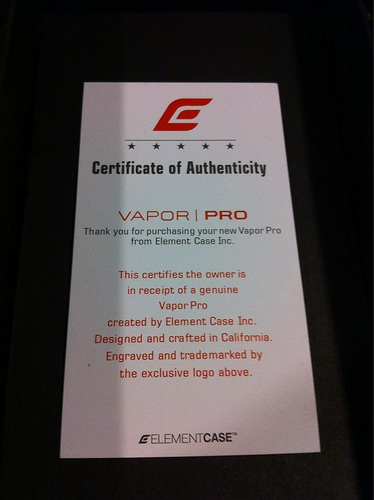 Certificate of Authenticity
VAPOR | PRO
Thank you for purchasing your new Vapor Pro
from Element Case Inc.
This certifies the owner is
in receipt of a genuine
Vapor Pro
created by Element Case Inc.
Designed and crafted in California.
Engraved and trademarked by
the exclusive logo above.
ELEMENTCASE™